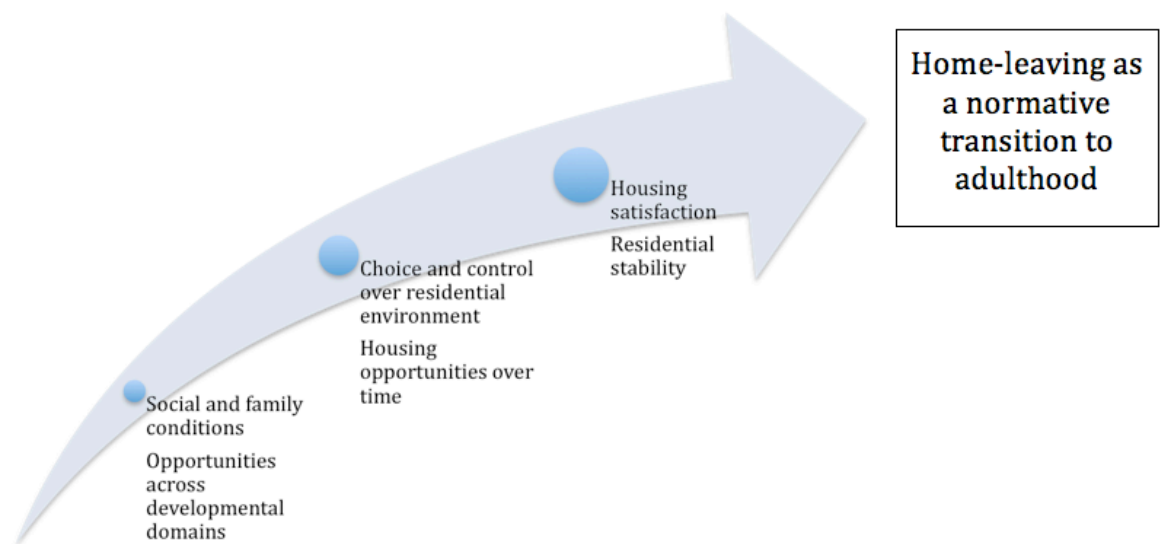 Home-leaving as
a normative
transition to
adulthood
Housing
satisfaction
Residential
stability
Choice and control
over residential
environment
Housing
opportunities over
time
Social and family
conditions
Opportunities
across
developmental
domains